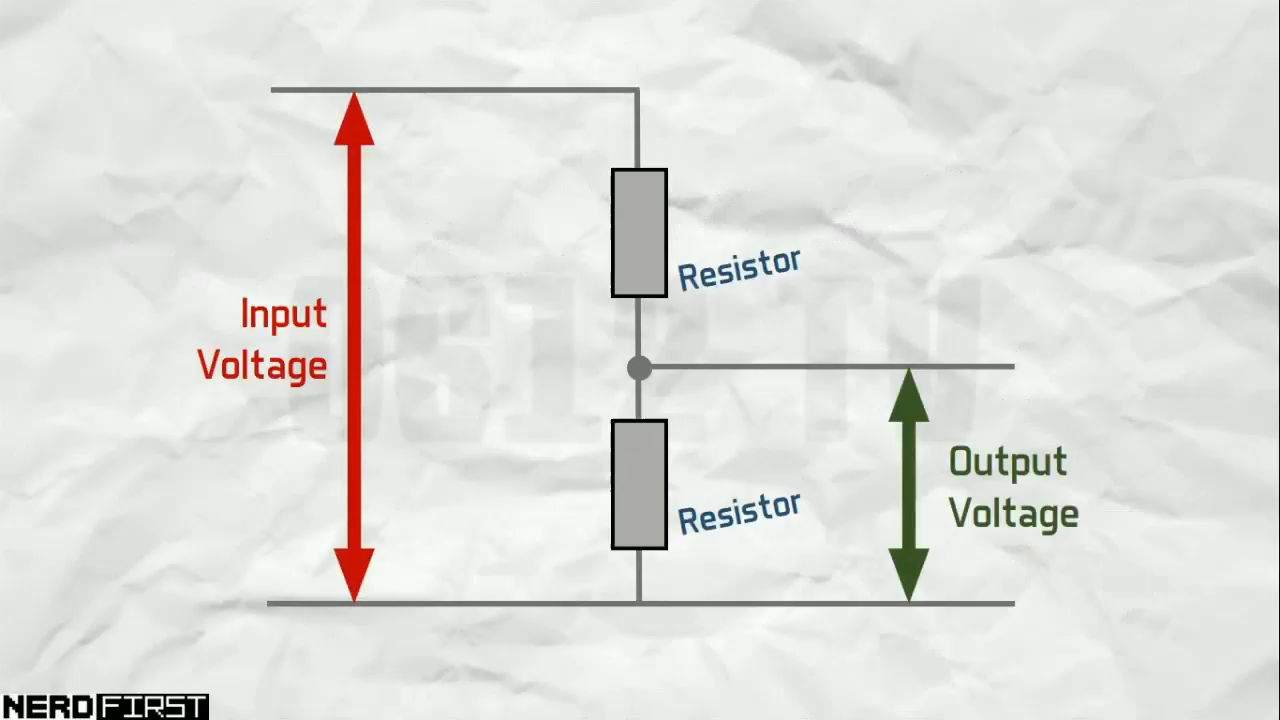 Resistor
Input
Voltage
Output
Voltage
Resistor
NERDFIRST